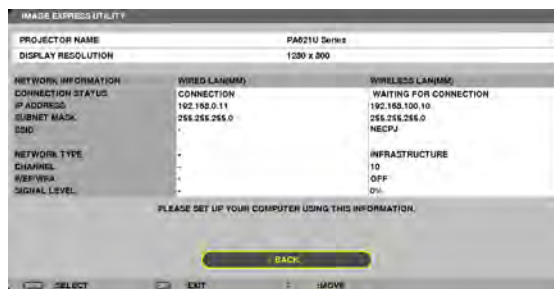 IMAGE EXPRESS UTILITY
PROJECTOR NAME PA621U Series
DISPLAY RESOLUTION 1280 x 800
NETWORK INFORMATION WIRED LAN(MM) WIRELESS LAN(MM)
CONNECTION STATUS CONNECTION WAITING FOR CONNECTION
IP ADDRESS 192.168.0.11 192.168.100.10
SUBNET MASK 255.255.255.0 255.255.255.0
SSID - NECPJ
NETWORK TYPE - INFRASTRUCTURE
CHANNEL - 10
WEP/WPA - OFF
SIGNAL LEVEL - 0%
PLEASE SET UP YOUR COMPUTER USING THIS INFORMATION.
BACK
:SELECT :EXIT :MOVE